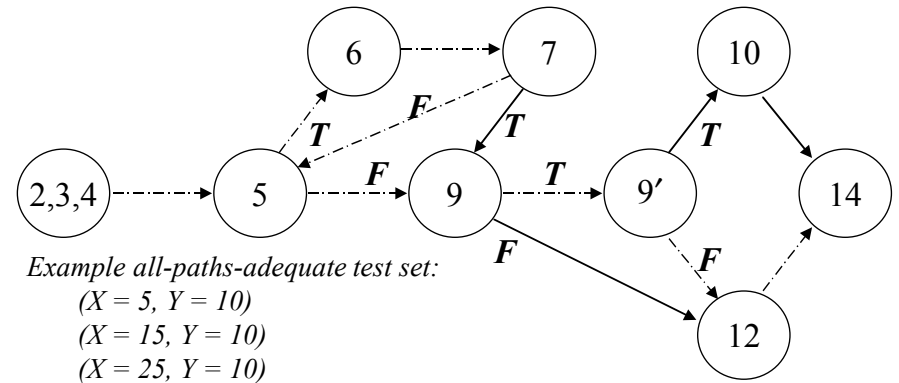 6
7
10
F
T
T
T
2,3,4
5
F
9
T
9′
14
F
F
12
Example all-paths-adequate test set:
(X = 5, Y = 10)
(X = 15, Y = 10)
(X = 25, Y = 10)